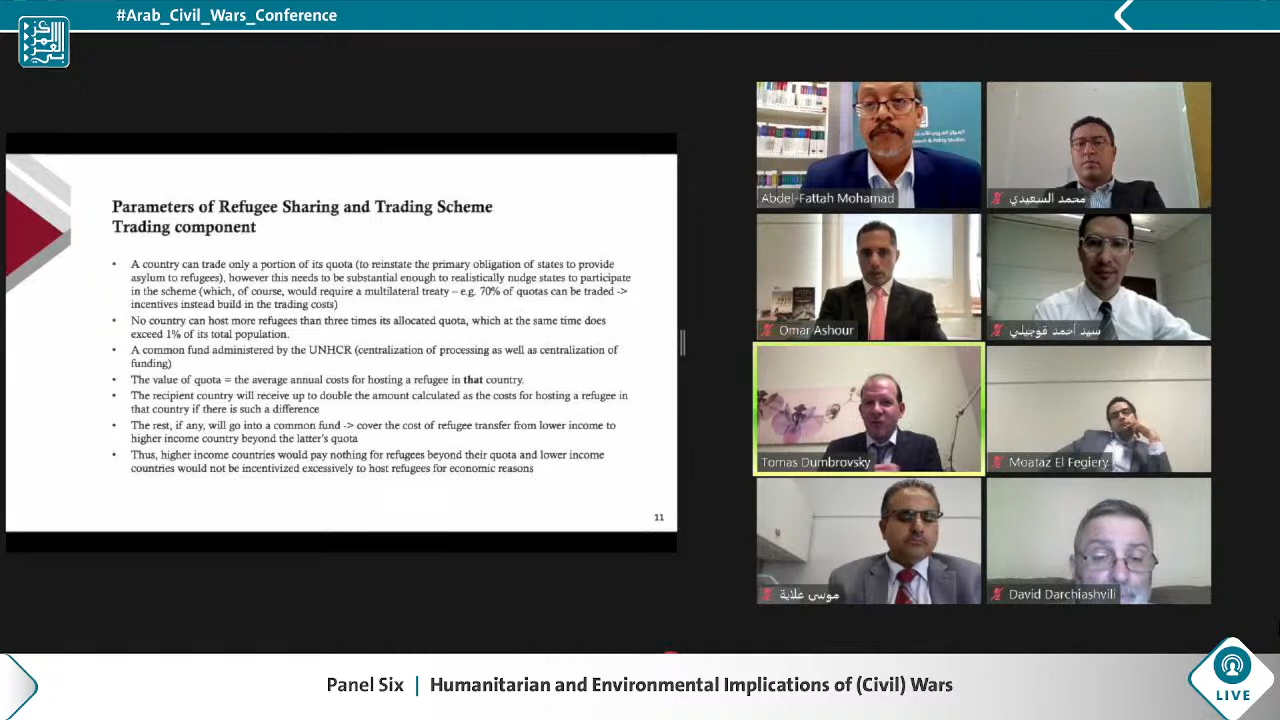 #Arab_Civil_Wars_Conference
Parameters of Refugee Sharing and Trading Scheme
Trading component
• A country can trade only a portion of its quota (to reinstate the primary obligation of states to provide
asylum to refugees), however this needs to be substantial enough to realistically nudge states to participate
in the scheme (which, of course, would require a multilateral treaty – e.g. 70% of quotas can be traded ->
incentives instead build in the trading costs)
• No country can host more refugees than three times its allocated quota, which at the same time does
exceed 1% of its total population.
• A common fund administered by the UNHCR (centralization of processing as well as centralization of
funding)
• The value of quota = the average annual costs for hosting a refugee in that country.
• The recipient country will receive up to double the amount calculated as the costs for hosting a refugee in
that country if there is such a difference
• The rest, if any, will go into a common fund -> cover the cost of refugee transfer from lower income to
higher income country beyond the latter's quota
• Thus, higher income countries would pay nothing for refugees beyond their quota and lower income
countries would not be incentivized excessively to host refugees for economic reasons
11
Abdel-Fattah Mohamad
محمد السعيدي
Omar Ashour
سيد أحمد قوجيلي
Tomas Dumbrovsky
Moataz El Fegiery
موسى علاية
David Darchiashvili
Panel Six | Humanitarian and Environmental Implications of (Civil) Wars
LIVE